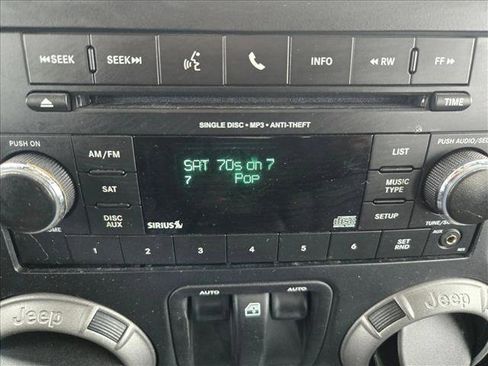 SEEK SEEK INFO RW FF
TIME
SINGLE DISC • MP3 • ANTI-THEFT
PUSH ON PUSH AUDIO/SE
AM/FM LIST
SAT 70s on 7
7 Pop
SAT MUSIC TYPE
DISC AUX SETUP
SIRIUS
TUNE/SC
1 2 3 4 5 6 SET RND AUX
AUTO AUTO
Jeep Jeep